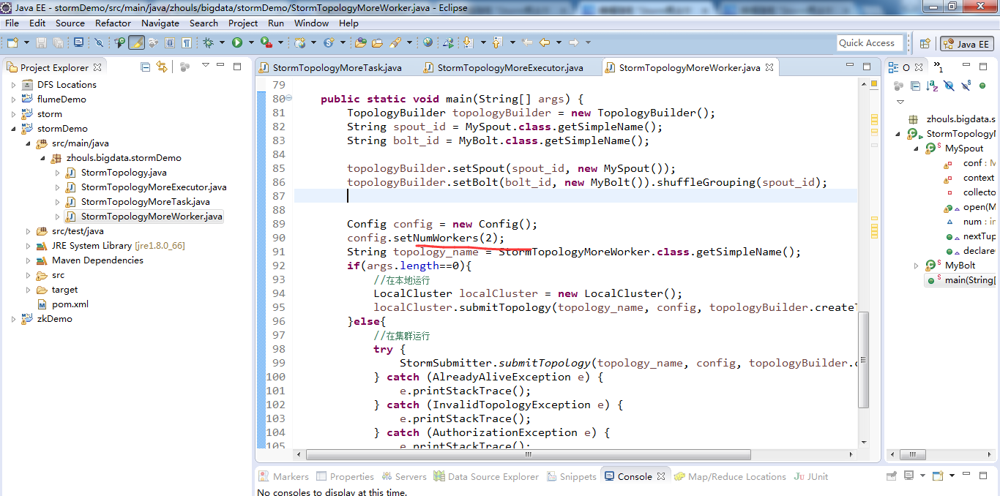 Java EE - stormDemo/src/main/java/zhouls/bigdata/stormDemo/StormTopologyMoreWorker.java - Eclipse
File Edit Source Refactor Navigate Search Project Run Window Help
Quick Access
Java EE
Project Explorer
DFS Locations
flumeDemo
storm
stormDemo
src/main/java
zhouls.bigdata.stormDemo
StormTopology.java
StormTopologyMoreExecutor.java
StormTopologyMoreTask.java
StormTopologyMoreWorker.java
src/test/java
JRE System Library [jre1.8.0_66]
Maven Dependencies
src
target
pom.xml
zkDemo
StormTopologyMoreTask.java StormTopologyMoreExecutor.java StormTopologyMoreWorker.java
79
80 public static void main(String[] args) {
81 TopologyBuilder topologyBuilder = new TopologyBuilder();
82 String spout_id = MySpout.class.getSimpleName();
83 String bolt_id = MyBolt.class.getSimpleName();
84
85 topologyBuilder.setSpout(spout_id, new MySpout());
86 topologyBuilder.setBolt(bolt_id, new MyBolt()).shuffleGrouping(spout_id);
87
88
89 Config config = new Config();
90 config.setNumWorkers(2);
91 String topology_name = StormTopologyMoreWorker.class.getSimpleName();
92 if(args.length==0){
93 //在本地运行
94 LocalCluster localCluster = new LocalCluster();
95 localCluster.submitTopology(topology_name, config, topologyBuilder.createT
96 }else{
97 //在集群运行
98 try {
99 StormSubmitter.submitTopology(topology_name, config, topologyBuilder.c
100 } catch (AlreadyAliveException e) {
101 e.printStackTrace();
102 } catch (InvalidTopologyException e) {
103 e.printStackTrace();
104 } catch (AuthorizationException e) {
105 e.printStackTrace();
O
1
zhouls.bigdata.s
StormTopologyM
MySpout
conf : M
context
collecto
open(M
num : in
nextTup
declare
MyBolt
main(String[
Markers Properties Servers Data Source Explorer Snippets Console Map/Reduce Locations JUnit
No consoles to display at this time.